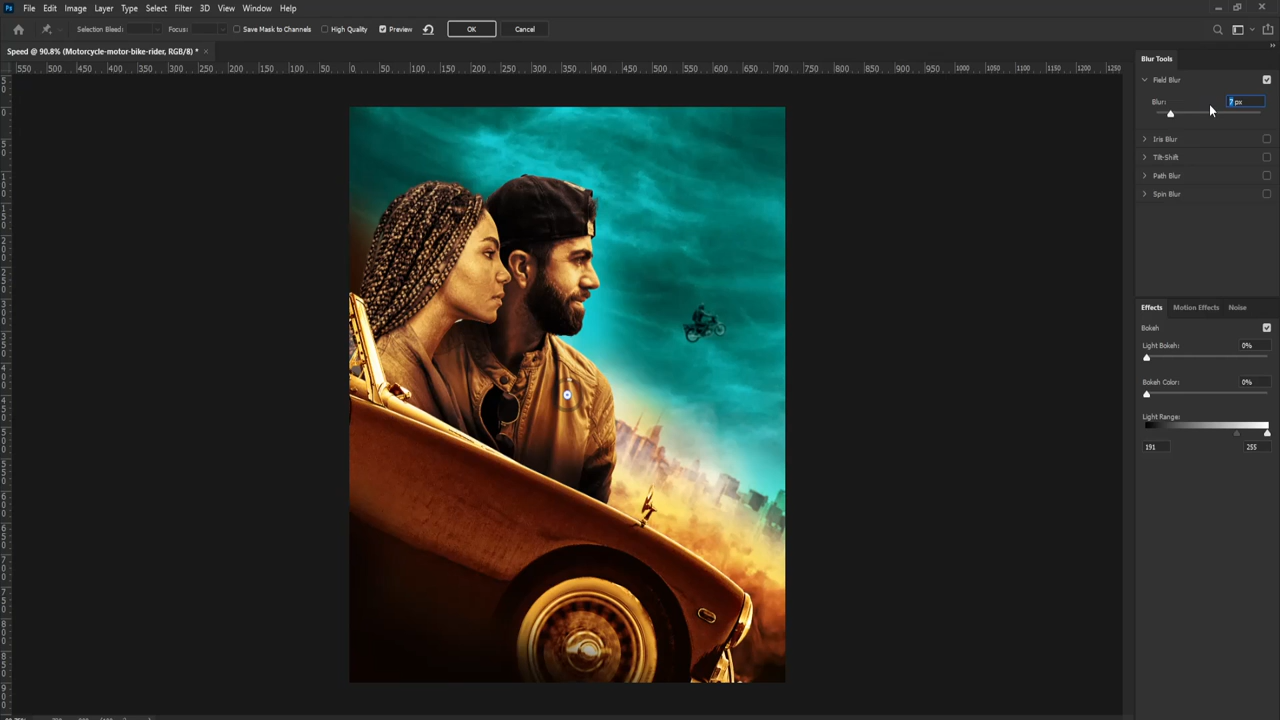 Ps File Edit Image Layer Type Select Filter 3D View Window Help
Selection Bleed: Focus: Save Mask to Channels High Quality Preview OK Cancel
Speed @ 90.8% (Motorcycle-motor-bike-rider, RGB/8) * ×
550 500 450 400 350 300 250 200 150 100 50 0 50 100 150 200 250 300 350 400 450 500 550 600 650 700 750 800 850 900 950 1000 1050 1100 1150 1200 1250
Blur Tools
Field Blur
Blur: 7 px
Iris Blur
Tilt-Shift
Path Blur
Spin Blur
Effects Motion Effects Noise
Bokeh
Light Bokeh: 0%
Bokeh Color: 0%
Light Range:
191 255